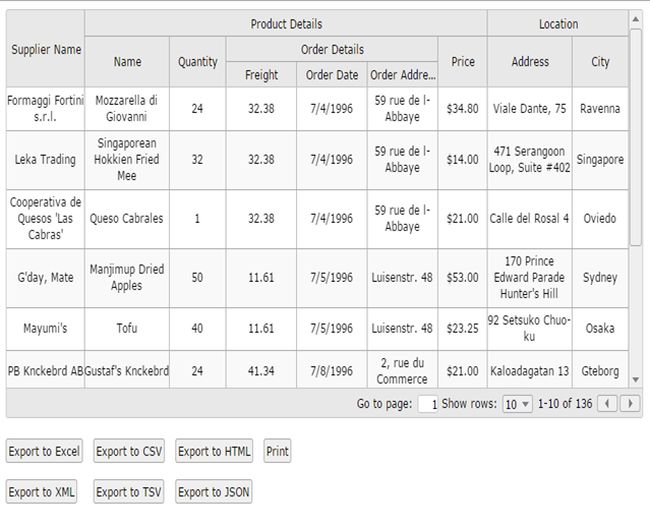 Supplier Name Product Details Location
Name Quantity Order Details Price Address City
Freight Order Date Order Addre...
Formaggi Fortini s.r.l. Mozzarella di Giovanni 24 32.38 7/4/1996 59 rue de l-Abbaye $34.80 Viale Dante, 75 Ravenna
Leka Trading Singaporean Hokkien Fried Mee 32 32.38 7/4/1996 59 rue de l-Abbaye $14.00 471 Serangoon Loop, Suite #402 Singapore
Cooperativa de Quesos 'Las Cabras' Queso Cabrales 1 32.38 7/4/1996 59 rue de l-Abbaye $21.00 Calle del Rosal 4 Oviedo
G'day, Mate Manjimup Dried Apples 50 11.61 7/5/1996 Luisenstr. 48 $53.00 170 Prince Edward Parade Hunter's Hill Sydney
Mayumi's Tofu 40 11.61 7/5/1996 Luisenstr. 48 $23.25 92 Setsuko Chuo-ku Osaka
PB Knckebrd AB Gustaf's Knckebrd 24 41.34 7/8/1996 2, rue du Commerce $21.00 Kaloadagatan 13 Gteborg
Go to page: 1 Show rows: 10 1-10 of 136
Export to Excel Export to CSV Export to HTML Print
Export to XML Export to TSV Export to JSON